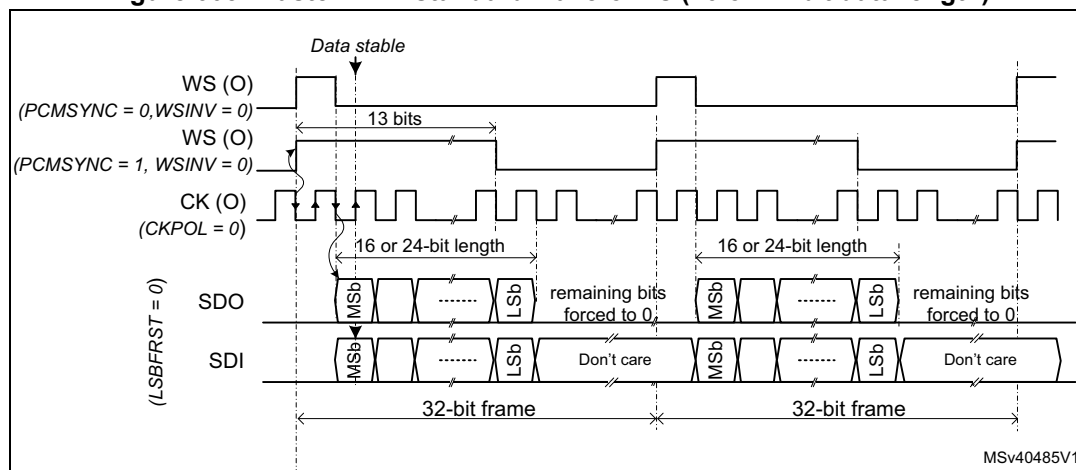 Data stable
WS (O)
(PCMSYNC = 0,WSINV = 0)
13 bits
WS (O)
(PCMSYNC = 1, WSINV = 0)
CK (O)
(CKPOL = 0)
16 or 24-bit length
16 or 24-bit length
(LSBFRST = 0)
SDO
MSb
LSb
remaining bits
forced to 0
MSb
LSb
remaining bits
forced to 0
SDI
MSb
LSb
Don't care
MSb
LSb
Don't care
32-bit frame
32-bit frame
MSv40485V1